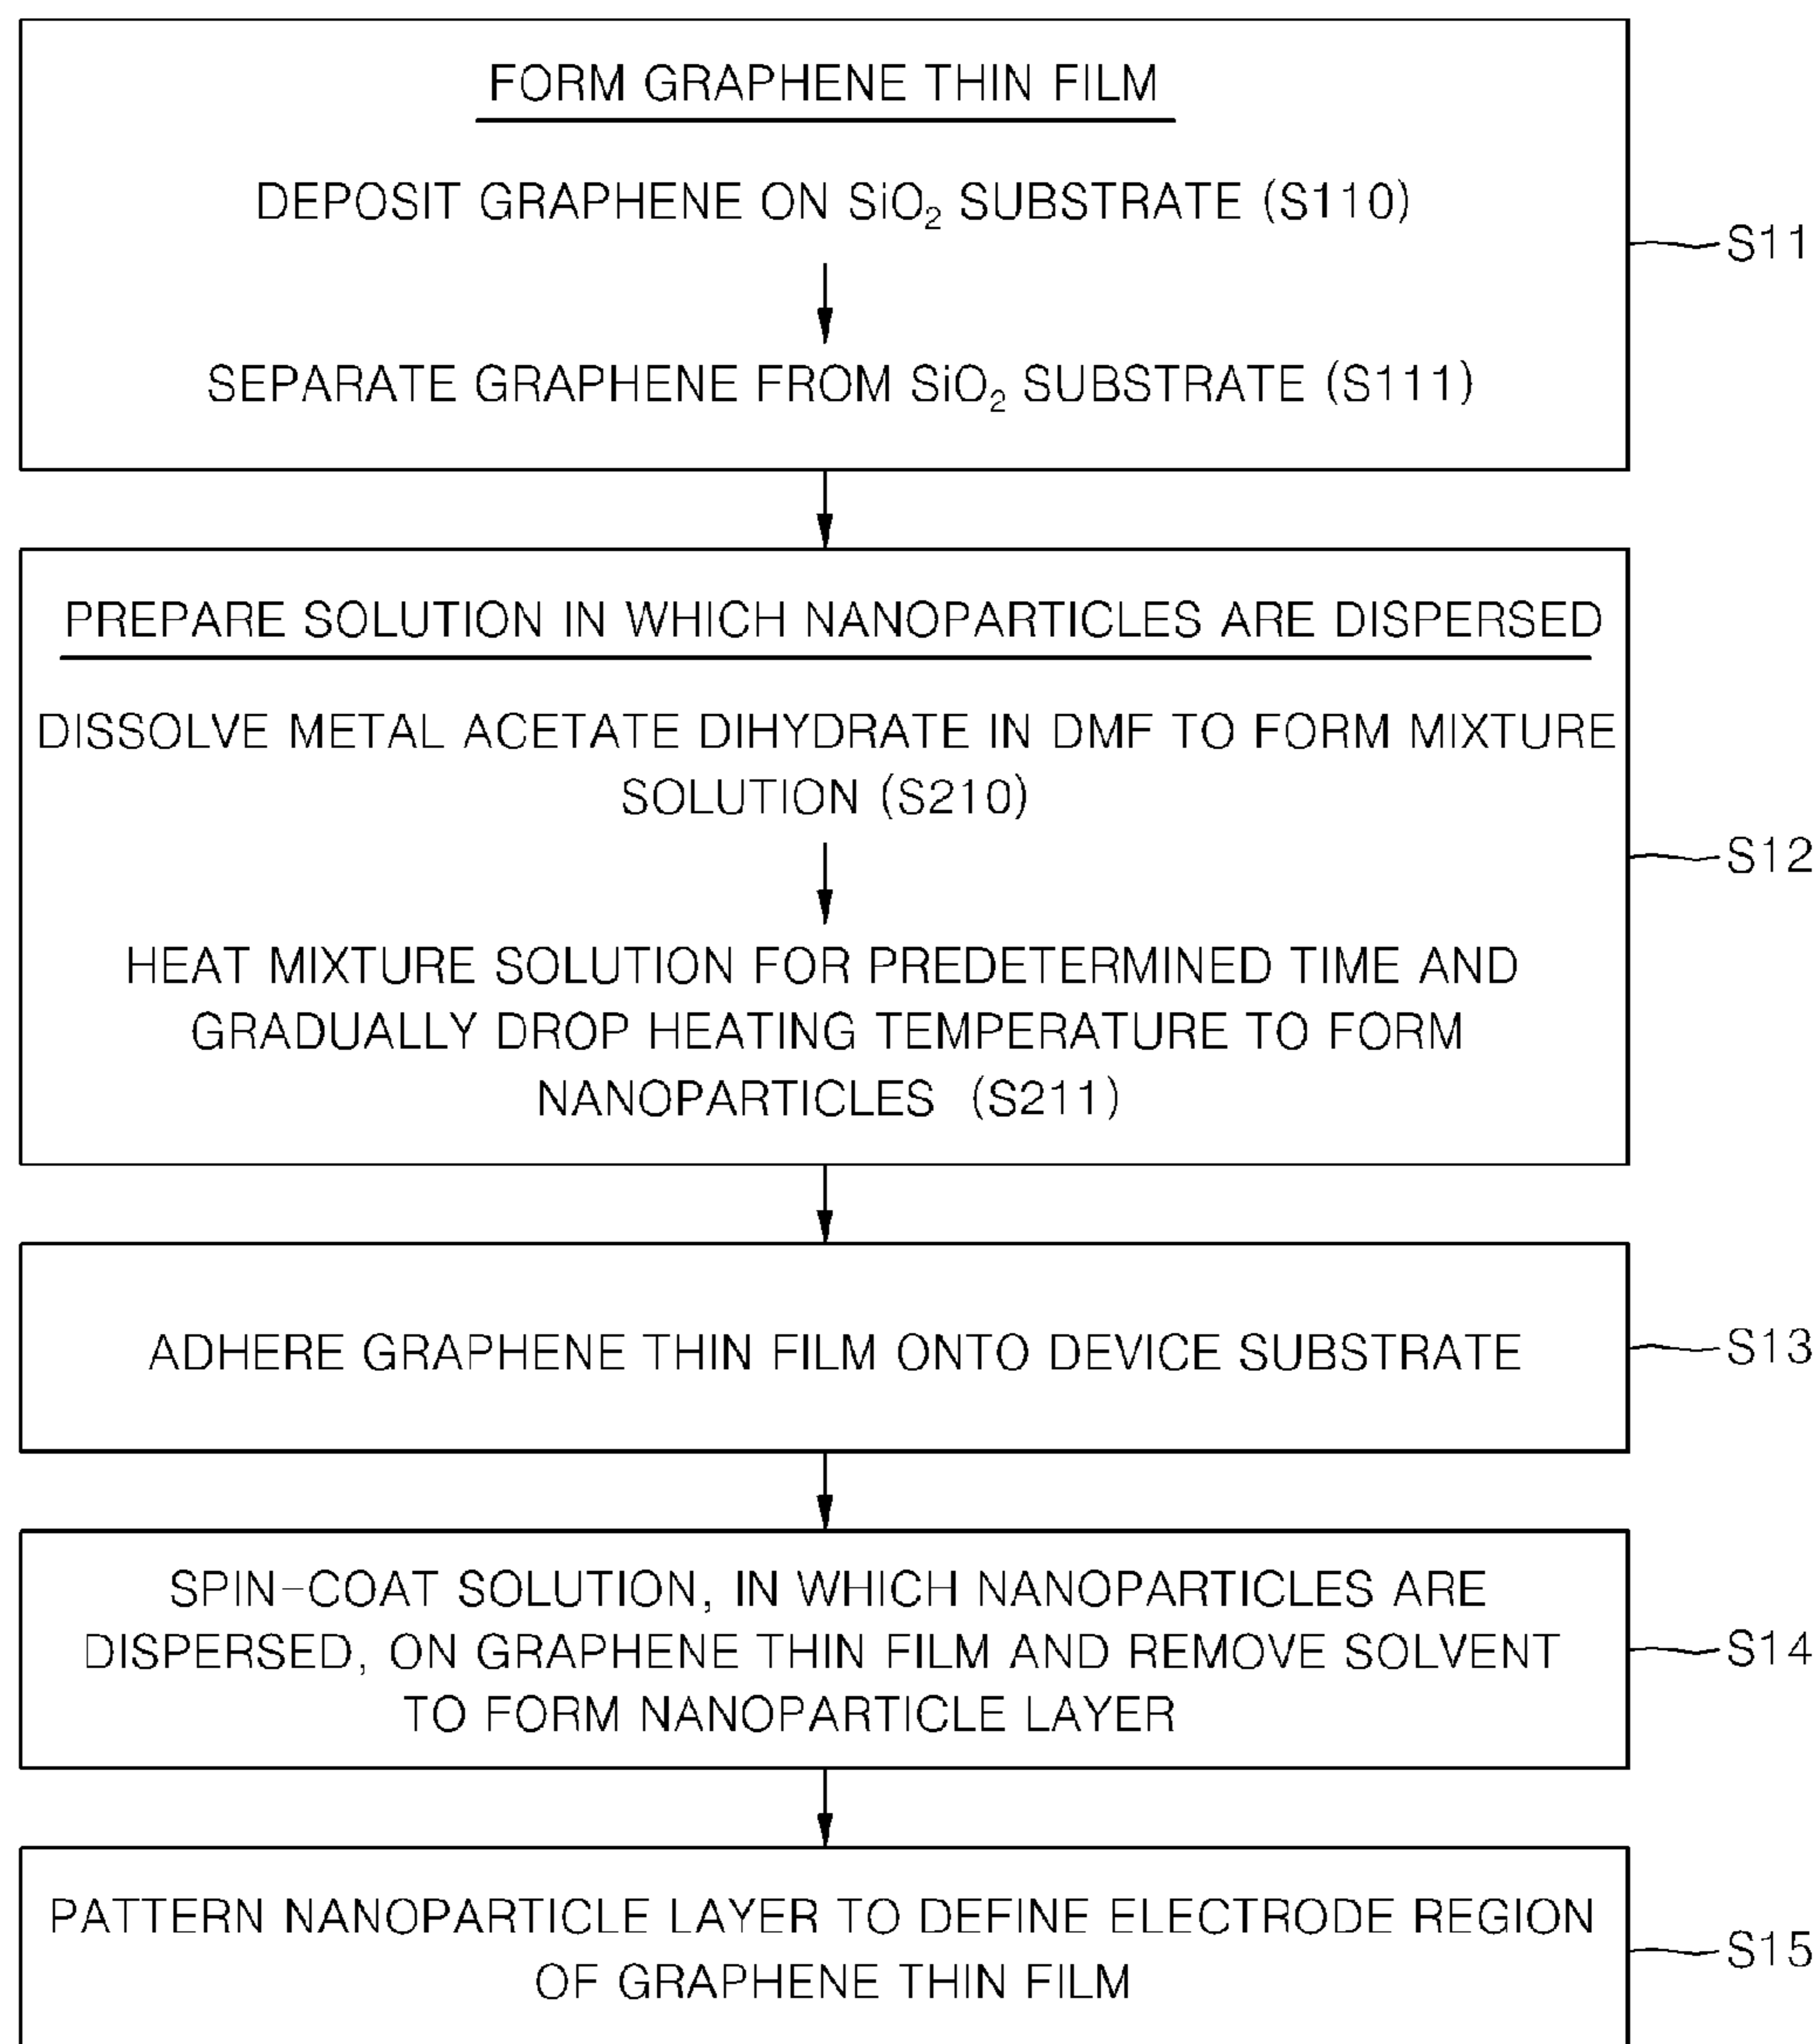 FORM GRAPHENE THIN FILM
DEPOSIT GRAPHENE ON SiO₂ SUBSTRATE (S110)
S11
SEPARATE GRAPHENE FROM SiO₂ SUBSTRATE (S111)
PREPARE SOLUTION IN WHICH NANOPARTICLES ARE DISPERSED
DISSOLVE METAL ACETATE DIHYDRATE IN DMF TO FORM MIXTURE
SOLUTION (S210)
S12
HEAT MIXTURE SOLUTION FOR PREDETERMINED TIME AND
GRADUALLY DROP HEATING TEMPERATURE TO FORM
NANOPARTICLES (S211)
ADHERE GRAPHENE THIN FILM ONTO DEVICE SUBSTRATE
S13
SPIN-COAT SOLUTION, IN WHICH NANOPARTICLES ARE
DISPERSED, ON GRAPHENE THIN FILM AND REMOVE SOLVENT
TO FORM NANOPARTICLE LAYER
S14
PATTERN NANOPARTICLE LAYER TO DEFINE ELECTRODE REGION
OF GRAPHENE THIN FILM
S15